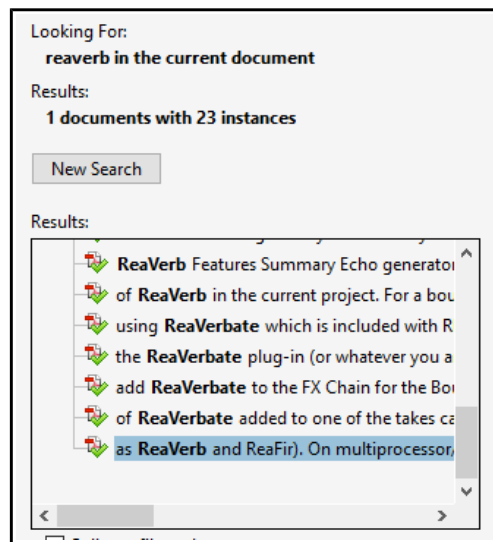 Looking For:
reaverb in the current document
Results:
1 documents with 23 instances
New Search
Results:
ReaVerb Features Summary Echo generator
of ReaVerb in the current project. For a bou
using ReaVerbate which is included with R
the ReaVerbate plug-in (or whatever you a
add ReaVerbate to the FX Chain for the Bou
of ReaVerbate added to one of the takes ca
as ReaVerb and ReaFir). On multiprocessor/